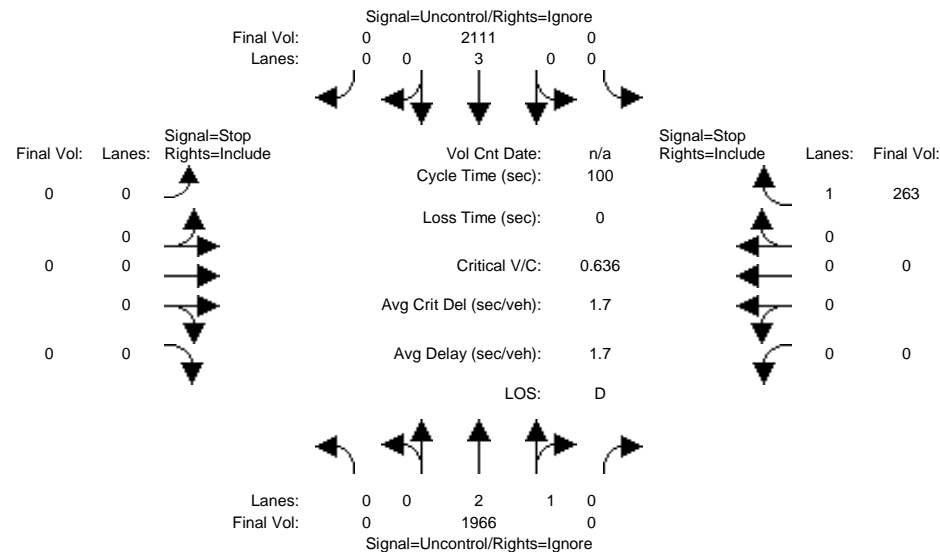 Signal=Uncontrol/Rights=Ignore
Final Vol: 0 2111 0
Lanes: 0 0 3 0 0
Signal=Stop
Final Vol: Lanes: Rights=Include
Vol Cnt Date: n/a
Signal=Stop
Rights=Include Lanes: Final Vol:
Cycle Time (sec): 100
0 0
1 263
Loss Time (sec): 0
0
0
0 0
Critical V/C: 0.636
0 0
0
Avg Crit Del (sec/veh): 1.7
0
0 0
Avg Delay (sec/veh): 1.7
0 0
LOS: D
Lanes: 0 0 2 1 0
Final Vol: 0 1966 0
Signal=Uncontrol/Rights=Ignore